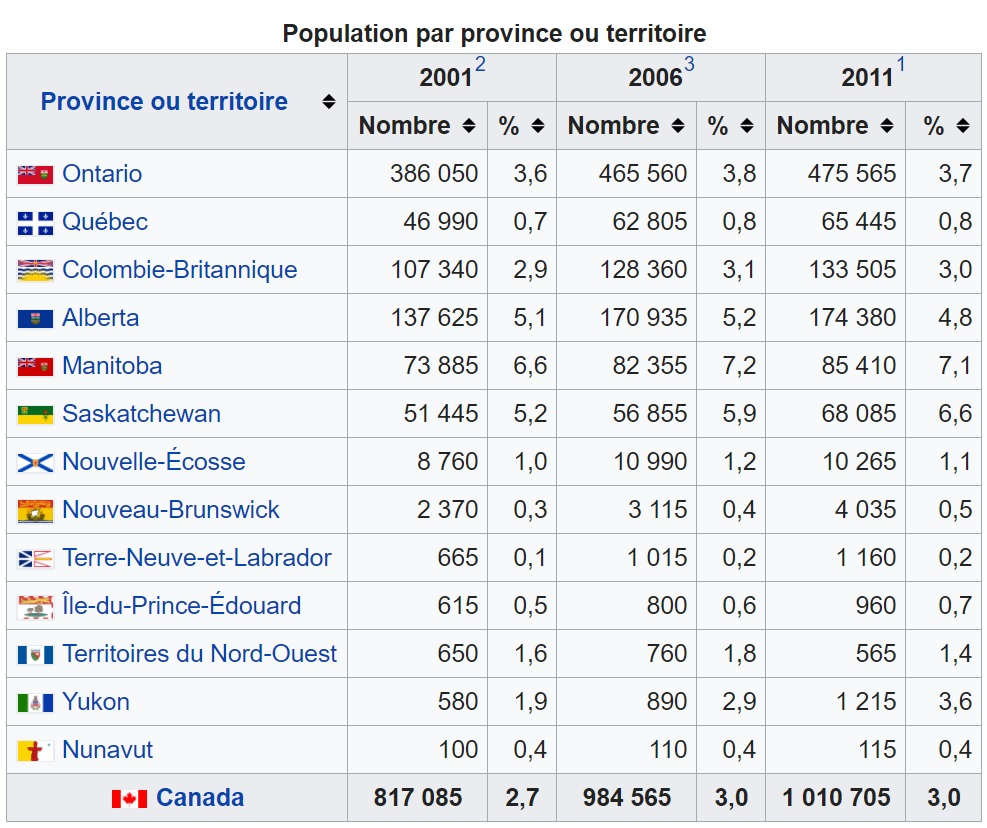 Population par province ou territoire
Province ou territoire 2001 2 2006 3 2011 1
Nombre % Nombre % Nombre %
Ontario 386 050 3,6 465 560 3,8 475 565 3,7
Québec 46 990 0,7 62 805 0,8 65 445 0,8
Colombie-Britannique 107 340 2,9 128 360 3,1 133 505 3,0
Alberta 137 625 5,1 170 935 5,2 174 380 4,8
Manitoba 73 885 6,6 82 355 7,2 85 410 7,1
Saskatchewan 51 445 5,2 56 855 5,9 68 085 6,6
Nouvelle-Écosse 8 760 1,0 10 990 1,2 10 265 1,1
Nouveau-Brunswick 2 370 0,3 3 115 0,4 4 035 0,5
Terre-Neuve-et-Labrador 665 0,1 1 015 0,2 1 160 0,2
Île-du-Prince-Édouard 615 0,5 800 0,6 960 0,7
Territoires du Nord-Ouest 650 1,6 760 1,8 565 1,4
Yukon 580 1,9 890 2,9 1 215 3,6
Nunavut 100 0,4 110 0,4 115 0,4
Canada 817 085 2,7 984 565 3,0 1 010 705 3,0